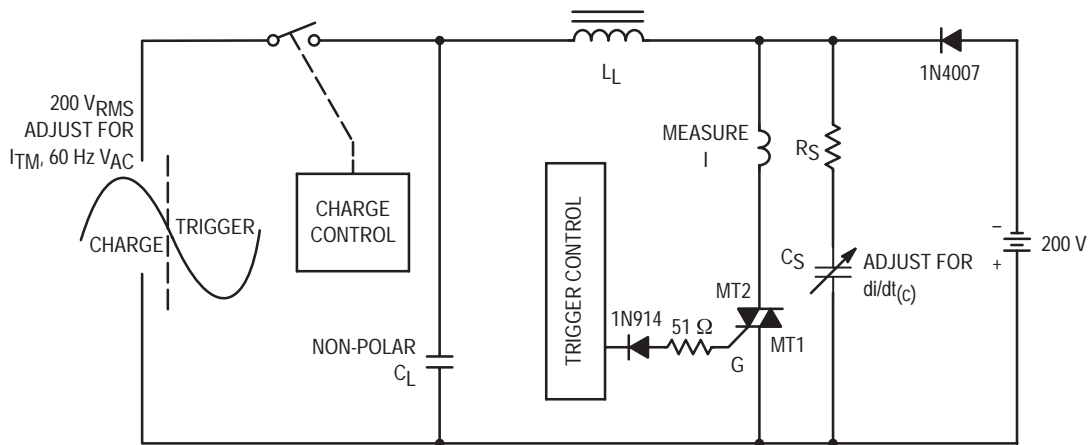 LL
1N4007
200 VRMS
ADJUST FOR
ITM, 60 Hz VAC
MEASURE
I
RS
TRIGGER
CHARGE
CHARGE
CONTROL
TRIGGER CONTROL
–
200 V
+
CS
ADJUST FOR
di/dt(c)
MT2
1N914
51 Ω
MT1
G
NON-POLAR
CL